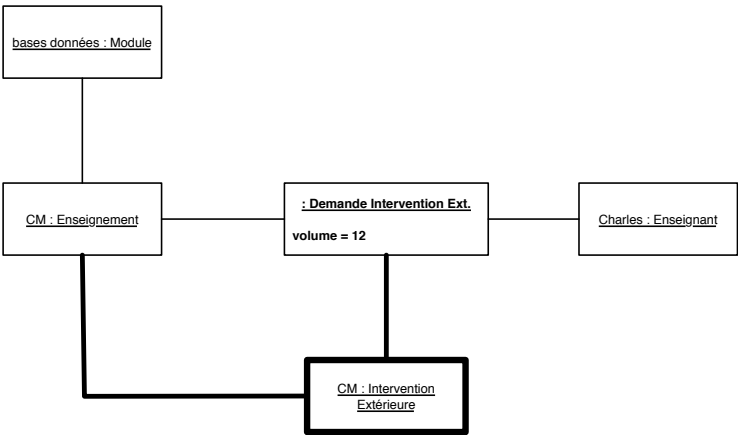 bases données : Module
CM : Enseignement
: Demande Intervention Ext.
volume = 12
Charles : Enseignant
CM : Intervention
Extérieure